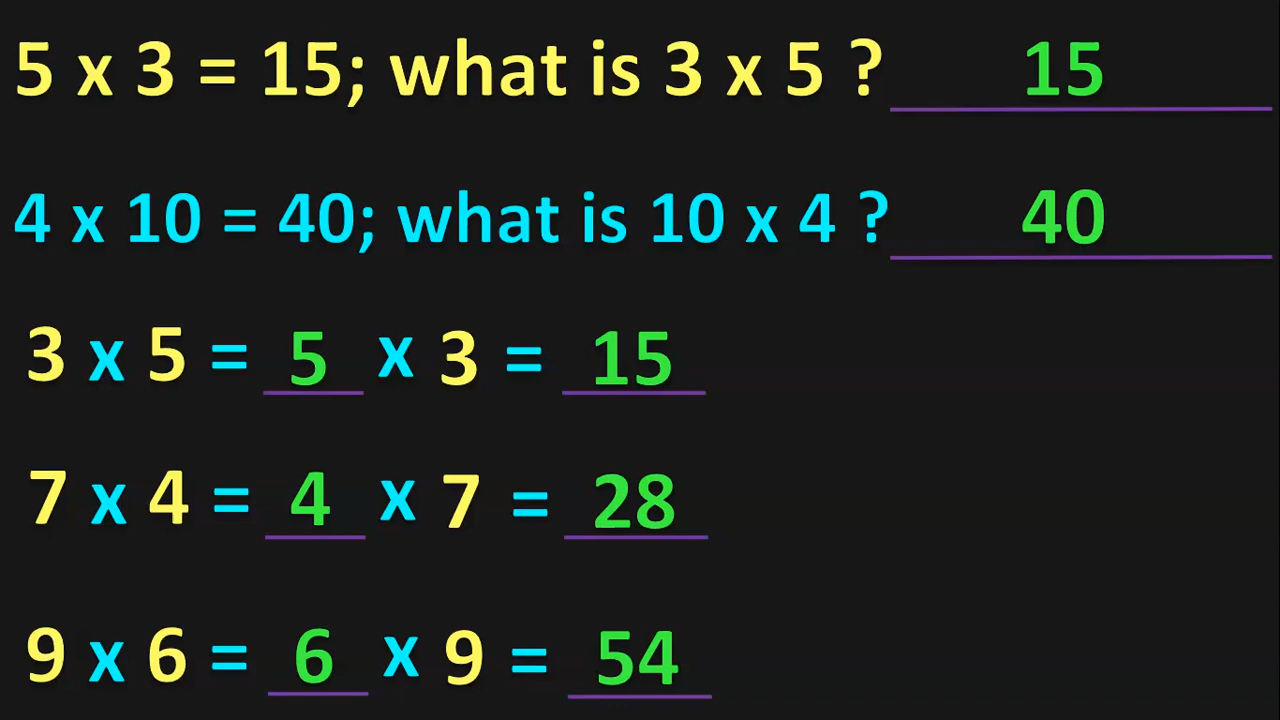 5 x 3 = 15; what is 3 x 5 ? 15
4 x 10 = 40; what is 10 x 4 ? 40
3 x 5 = 5 x 3 = 15
7 x 4 = 4 x 7 = 28
9 x 6 = 6 x 9 = 54